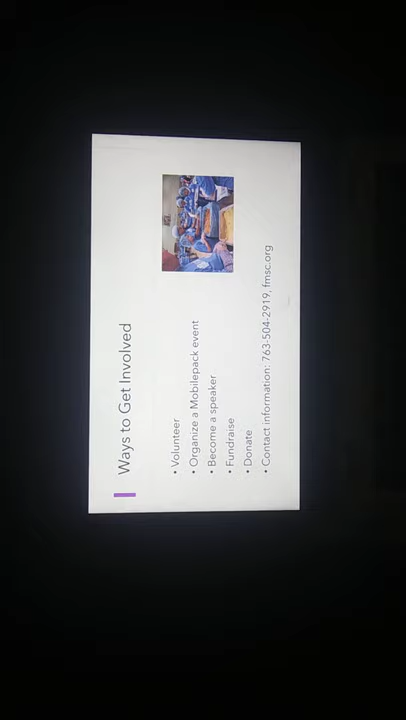 Ways to Get Involved
• Volunteer
• Organize a Mobilepack event
• Become a speaker
• Fundraise
• Donate
• Contact information: 763-504-2919, fmsc.org